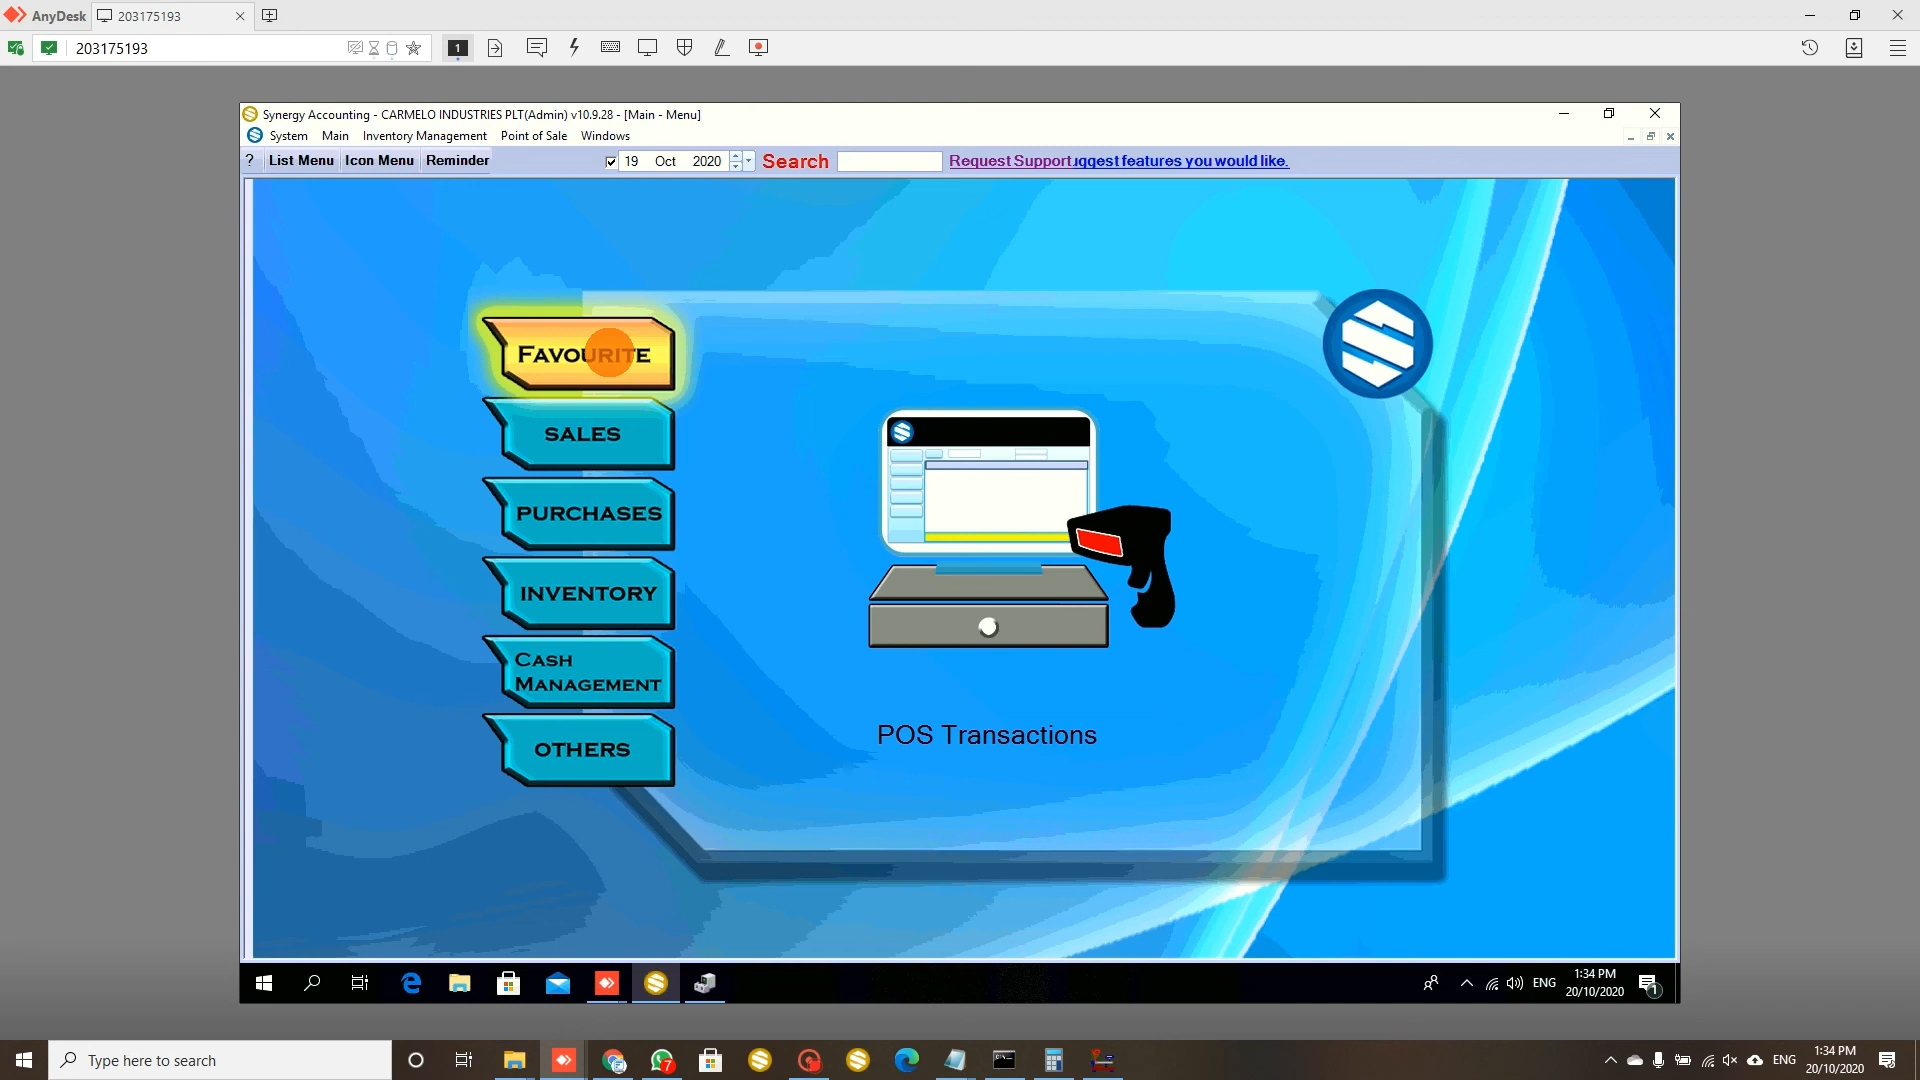 AnyDesk
203175193
203175193
1
Synergy Accounting - CARMELO INDUSTRIES PLT(Admin) v10.9.28 - [Main - Menu]
System Main Inventory Management Point of Sale Windows
? List Menu Icon Menu Reminder 19 Oct 2020 Search Request Support uggest features you would like.
FAVOURITE
SALES
PURCHASES
INVENTORY
CASH
MANAGEMENT
OTHERS
POS Transactions
ENG
1:34 PM
20/10/2020
1
Type here to search
7
ENG
1:34 PM
20/10/2020